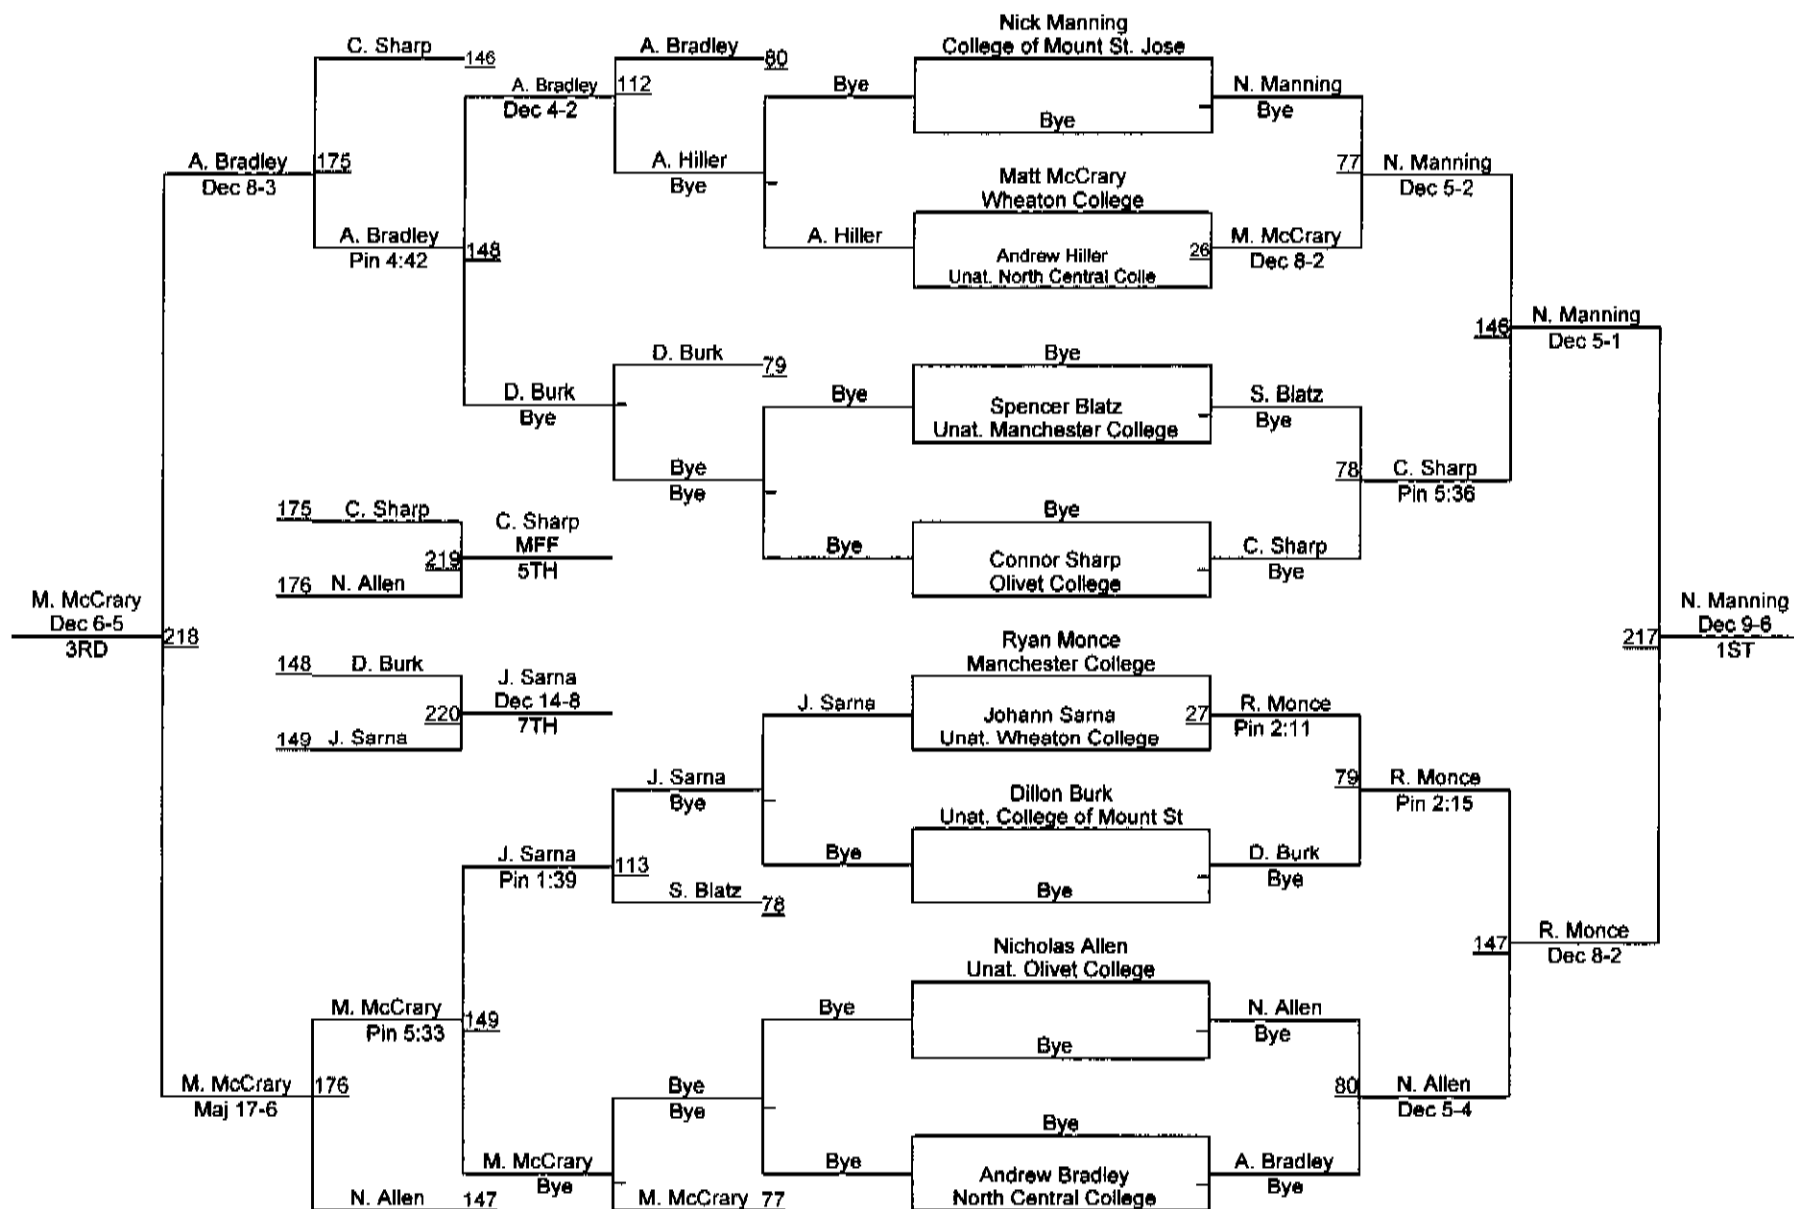 Nick Manning
C. Sharp
146
A. Bradley
80
College of Mount St. Jose
A. Bradley
112
Dec 4-2
Bye
N. Manning
Bye
Bye
A. Bradley
175
Dec 8-3
A. Hiller
Bye
77
N. Manning
Dec 5-2
Matt McCrary
Wheaton College
A. Bradley
148
Pin 4:42
A. Hiller
Andrew Hiller
26
Unat. North Central Colle
M. McCrary
Dec 8-2
146
N. Manning
Dec 5-1
D. Burk
79
Bye
D. Burk
Bye
Bye
Spencer Blatz
Unat. Manchester College
S. Blatz
Bye
Bye
Bye
78
C. Sharp
Pin 5:36
175
C. Sharp
C. Sharp
MFF
5TH
219
176
N. Allen
Bye
Bye
Connor Sharp
Olivet College
C. Sharp
Bye
M. McCrary
Dec 6-5
3RD
218
N. Manning
Dec 9-6
1ST
217
Ryan Monce
Manchester College
148
D. Burk
J. Sarna
Dec 14-8
7TH
220
149
J. Sarna
J. Sarna
Johann Sarna
27
Unat. Wheaton College
R. Monce
Pin 2:11
J. Sarna
Bye
79
R. Monce
Pin 2:15
Dillon Burk
Unat. College of Mount St
J. Sarna
113
Pin 1:39
Bye
D. Burk
Bye
S. Blatz
78
Bye
147
R. Monce
Dec 8-2
Nicholas Allen
Unat. Olivet College
M. McCrary
149
Pin 5:33
Bye
N. Allen
Bye
Bye
M. McCrary
176
Maj 17-6
Bye
Bye
80
N. Allen
Dec 5-4
Bye
M. McCrary
Bye
Bye
Andrew Bradley
North Central College
A. Bradley
Bye
N. Allen
147
M. McCrary
77